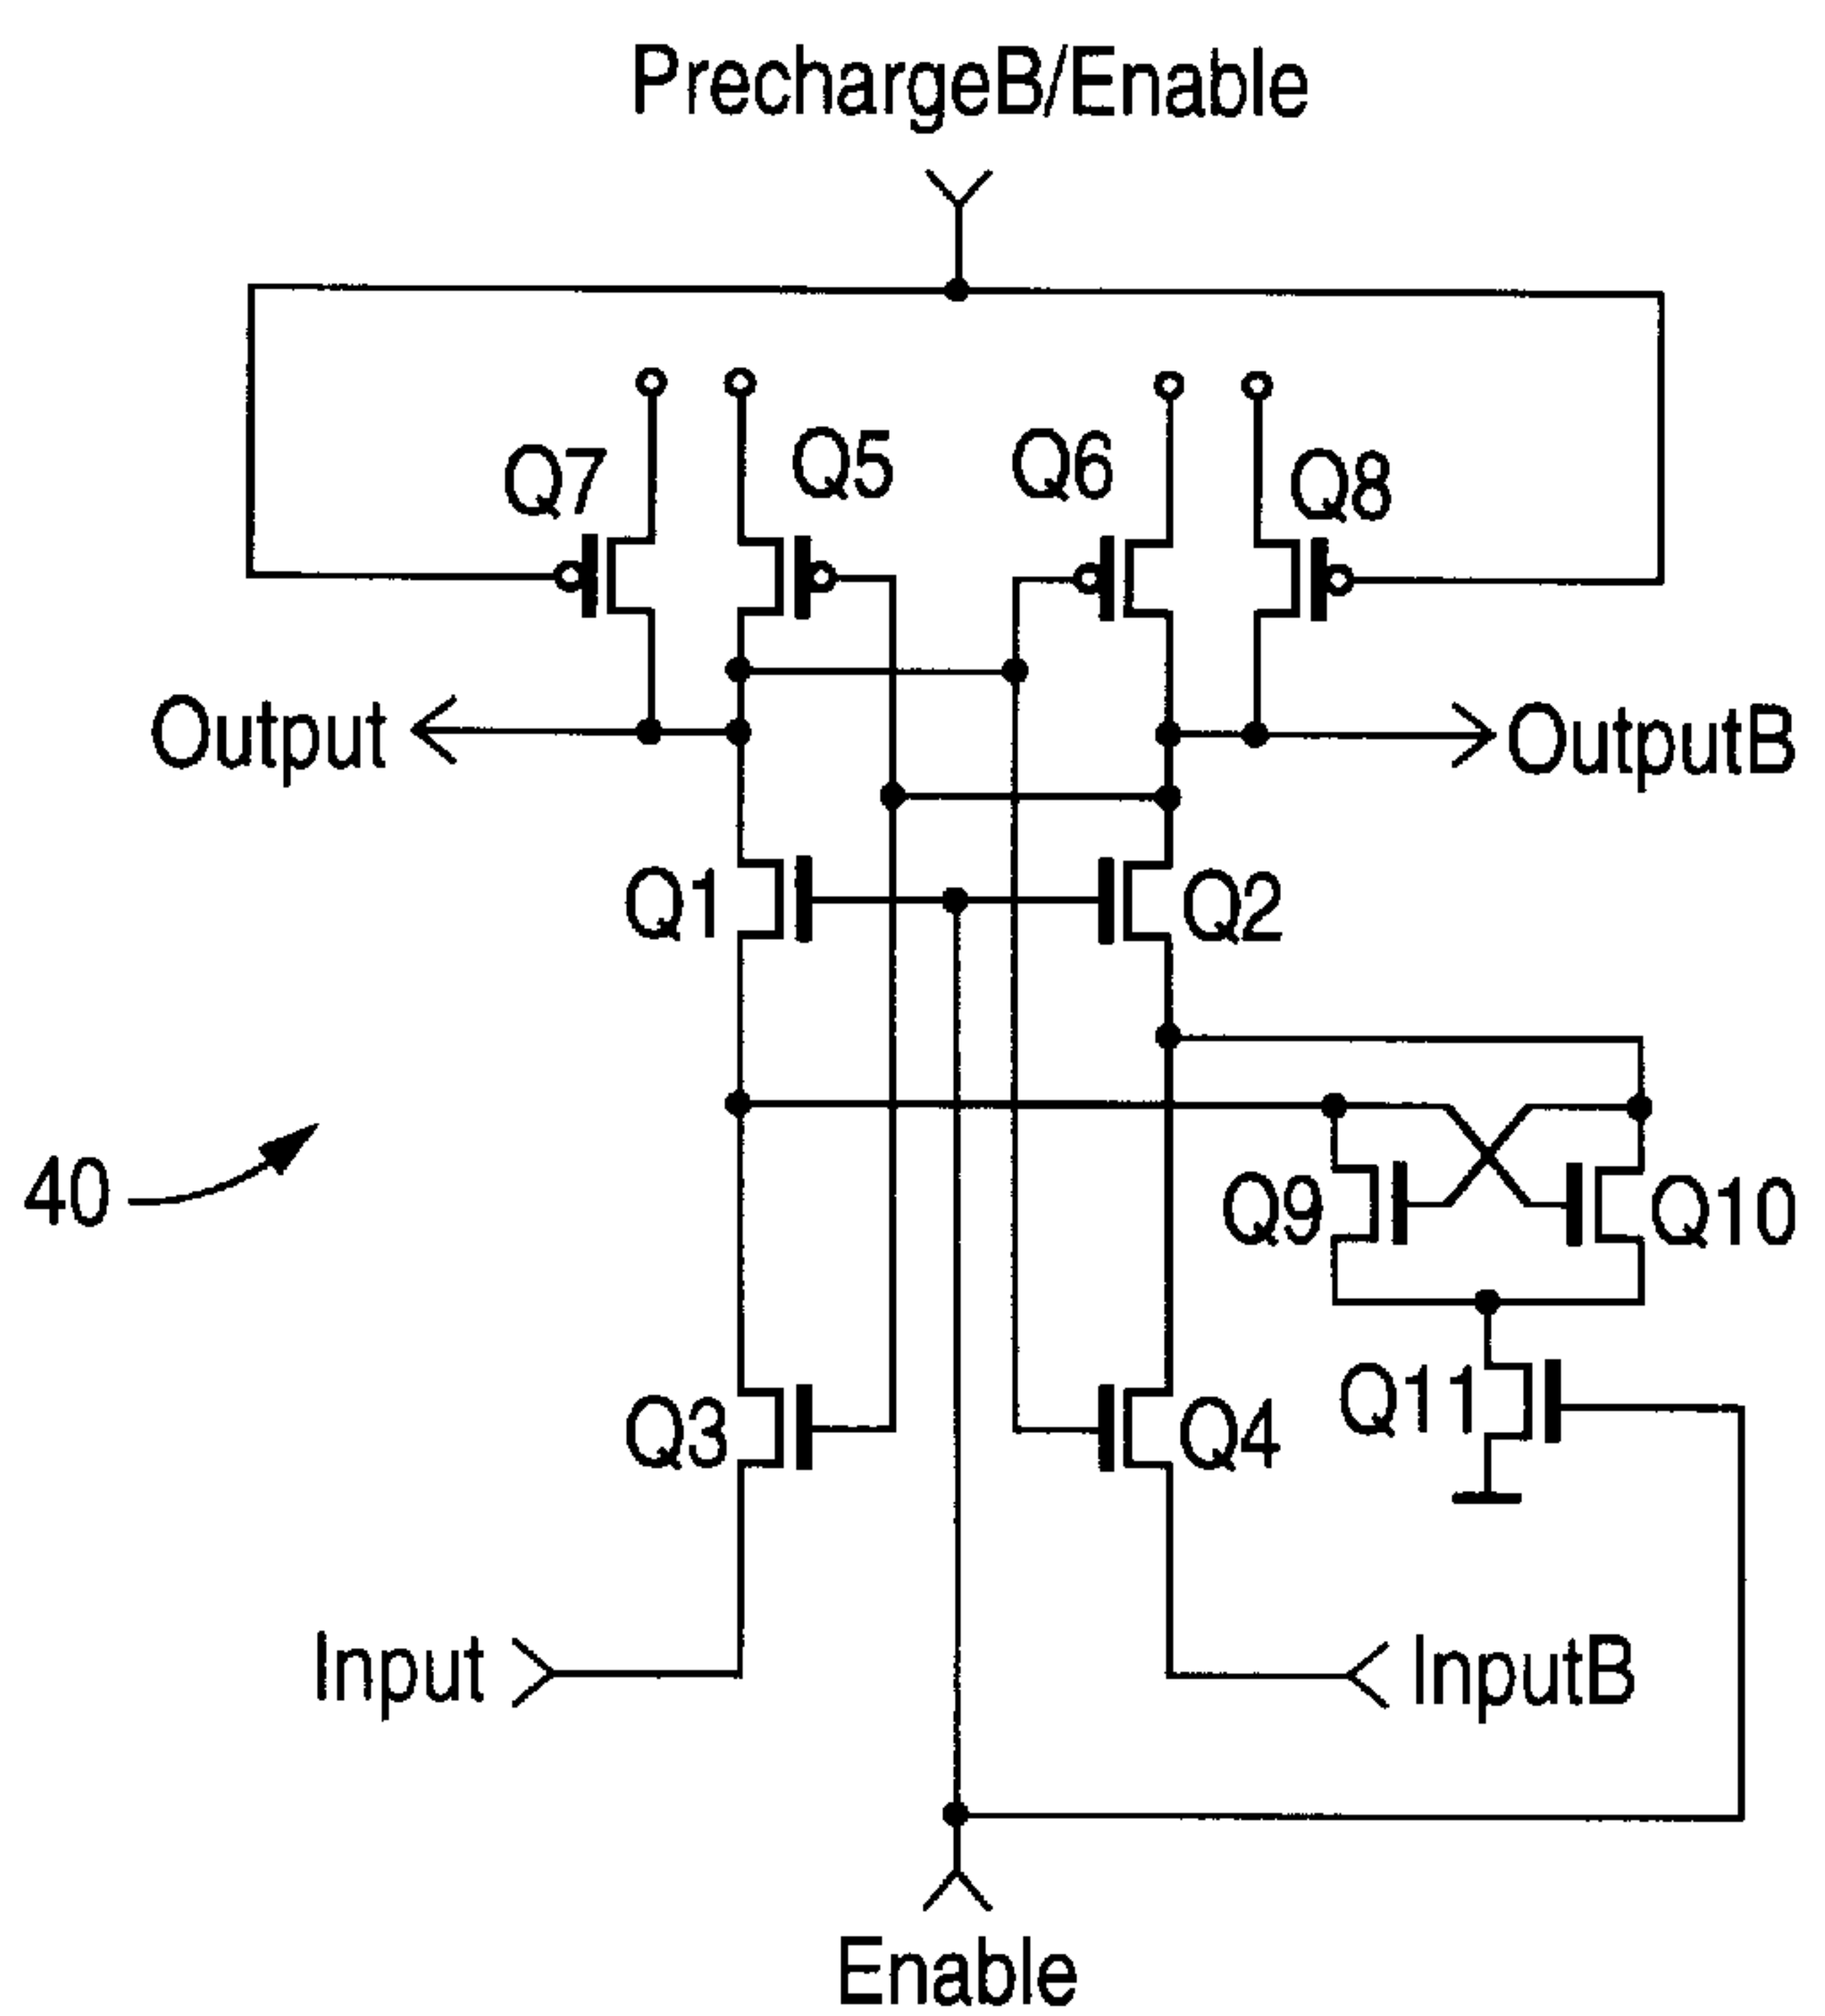 PrechargeB/Enable
Q7
Q5
Q6
Q8
Output
OutputB
Q1
Q2
40
Q9
Q10
Q3
Q4
Q11
Input
InputB
Enable